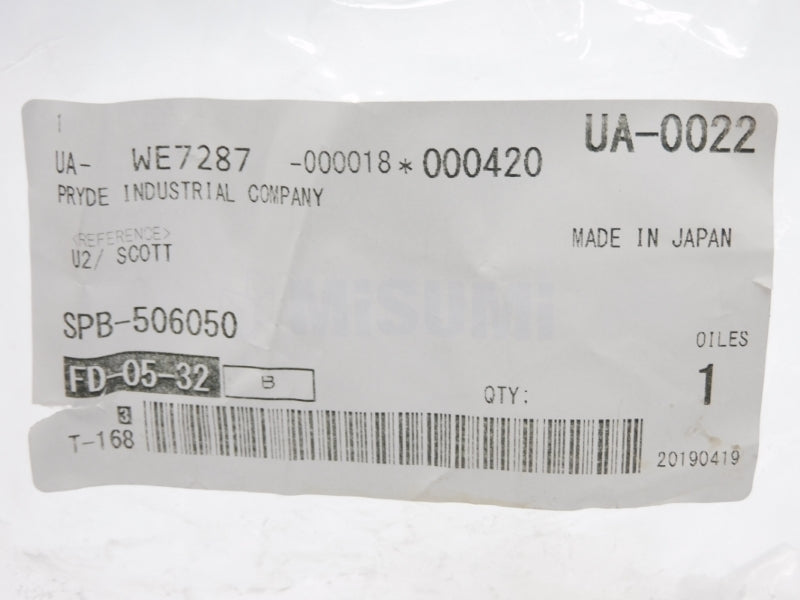 UA-0022
UA- WE7287 -000018*000420
PRYDE INDUSTRIAL COMPANY
<REFERENCE>
U2/ SCOTT
MADE IN JAPAN
MiSUMi
SPB-506050
OILES
FD-05-32 B
QTY: 1
3
T-168
20190419